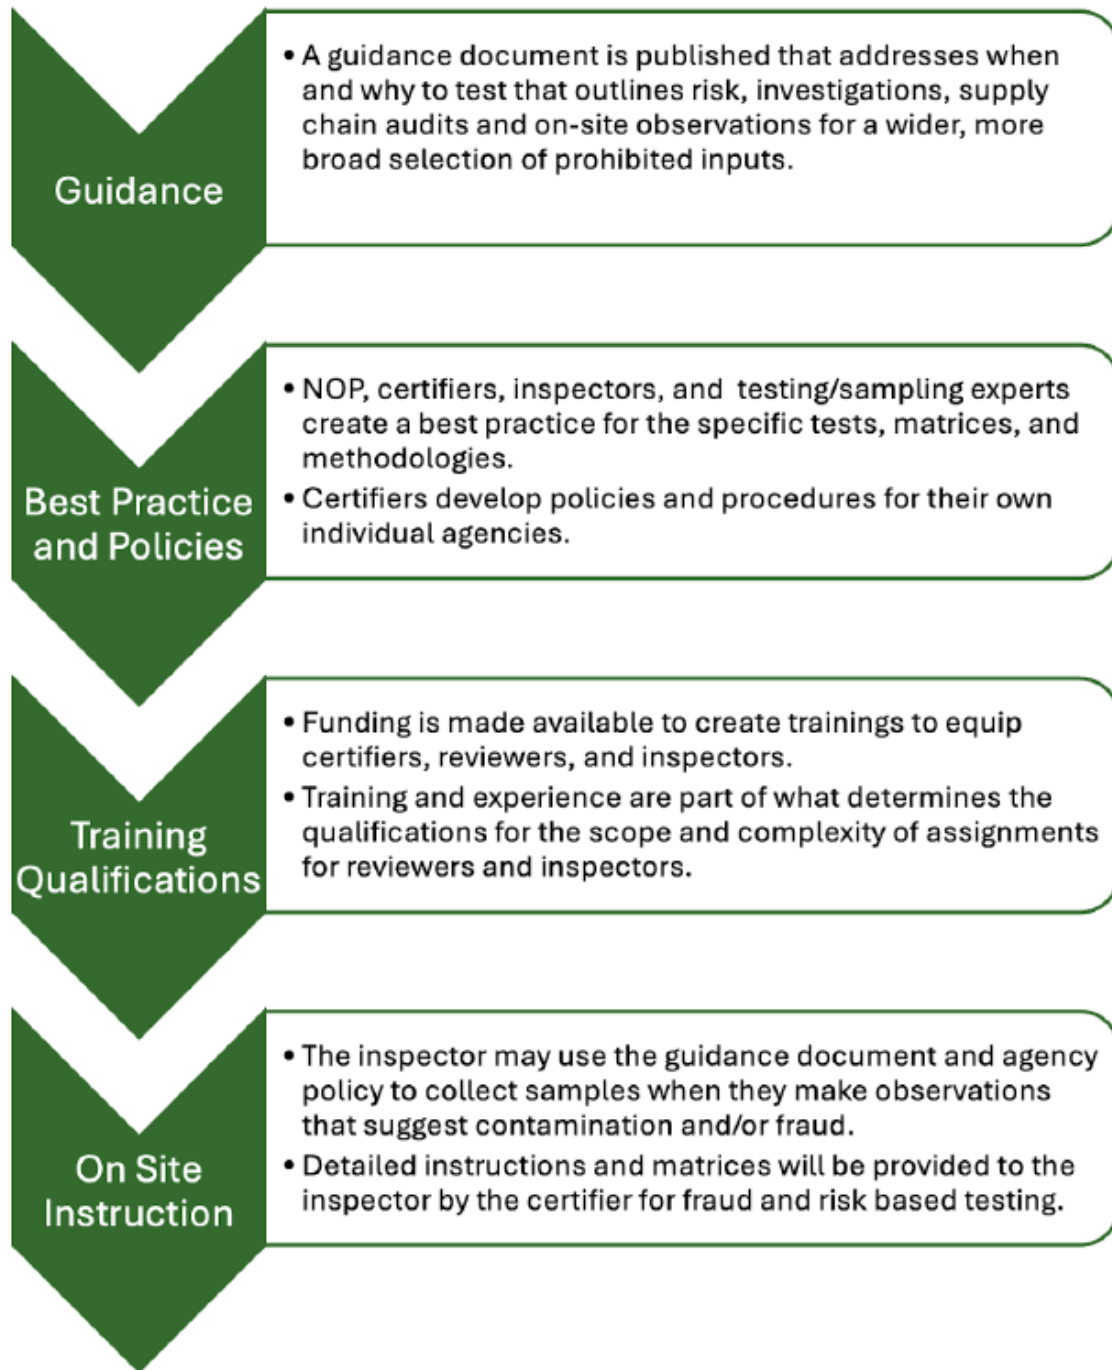 Guidance
• A guidance document is published that addresses when
and why to test that outlines risk, investigations, supply
chain audits and on-site observations for a wider, more
broad selection of prohibited inputs.
Best Practice
and Policies
• NOP, certifiers, inspectors, and testing/sampling experts
create a best practice for the specific tests, matrices, and
methodologies.
• Certifiers develop policies and procedures for their own
individual agencies.
Training
Qualifications
• Funding is made available to create trainings to equip
certifiers, reviewers, and inspectors.
• Training and experience are part of what determines the
qualifications for the scope and complexity of assignments
for reviewers and inspectors.
On Site
Instruction
• The inspector may use the guidance document and agency
policy to collect samples when they make observations
that suggest contamination and/or fraud.
• Detailed instructions and matrices will be provided to the
inspector by the certifier for fraud and risk based testing.